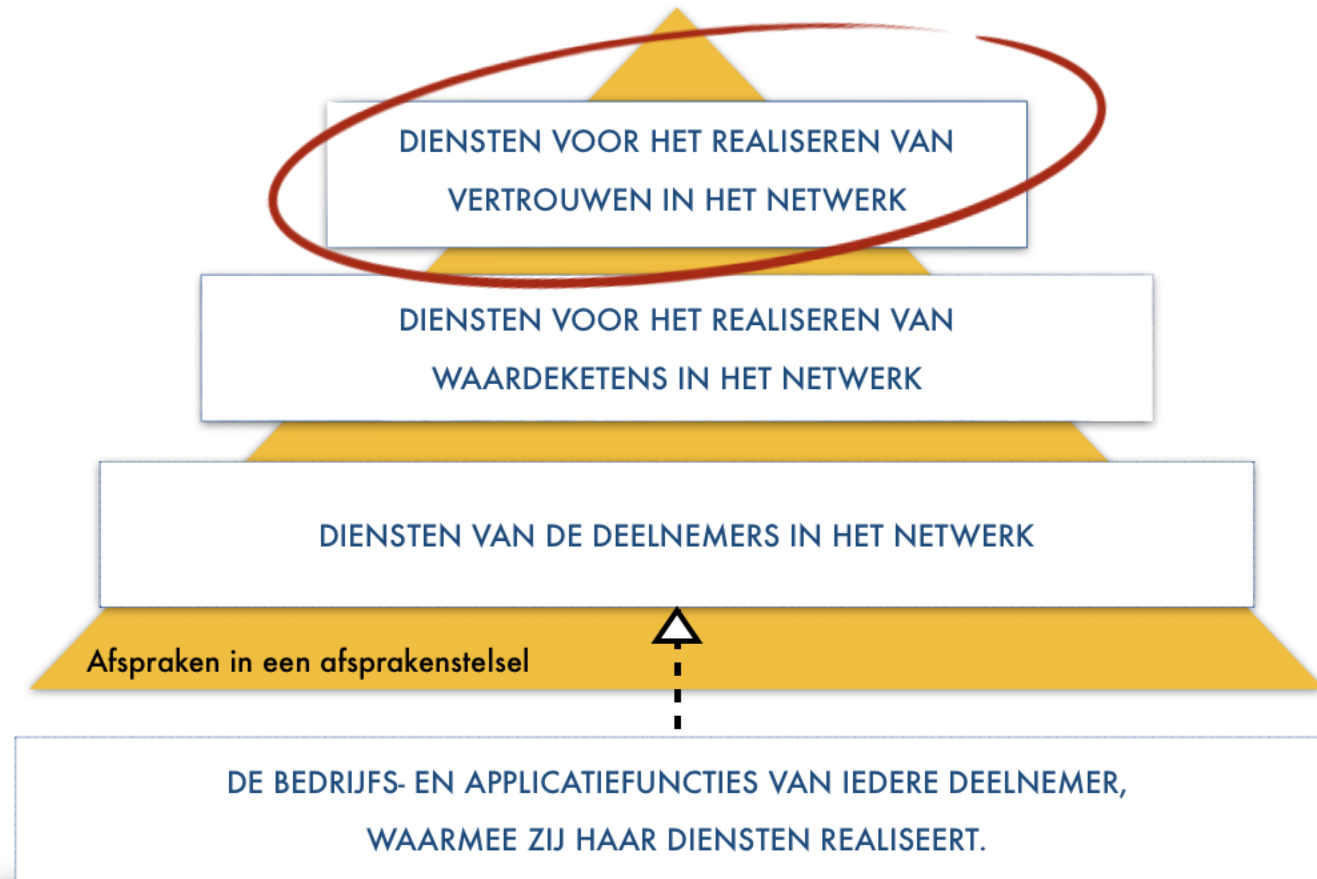 DIENSTEN VOOR HET REALISEREN VAN
VERTROUWEN IN HET NETWERK
DIENSTEN VOOR HET REALISEREN VAN
WAARDEKETENS IN HET NETWERK
DIENSTEN VAN DE DEELNEMERS IN HET NETWERK
Afspraken in een afsprakenstelsel
DE BEDRIJFS- EN APPLICATIEFUNCTIES VAN IEDERE DEELNEMER,
WAARMEE ZIJ HAAR DIENSTEN REALISEERT.